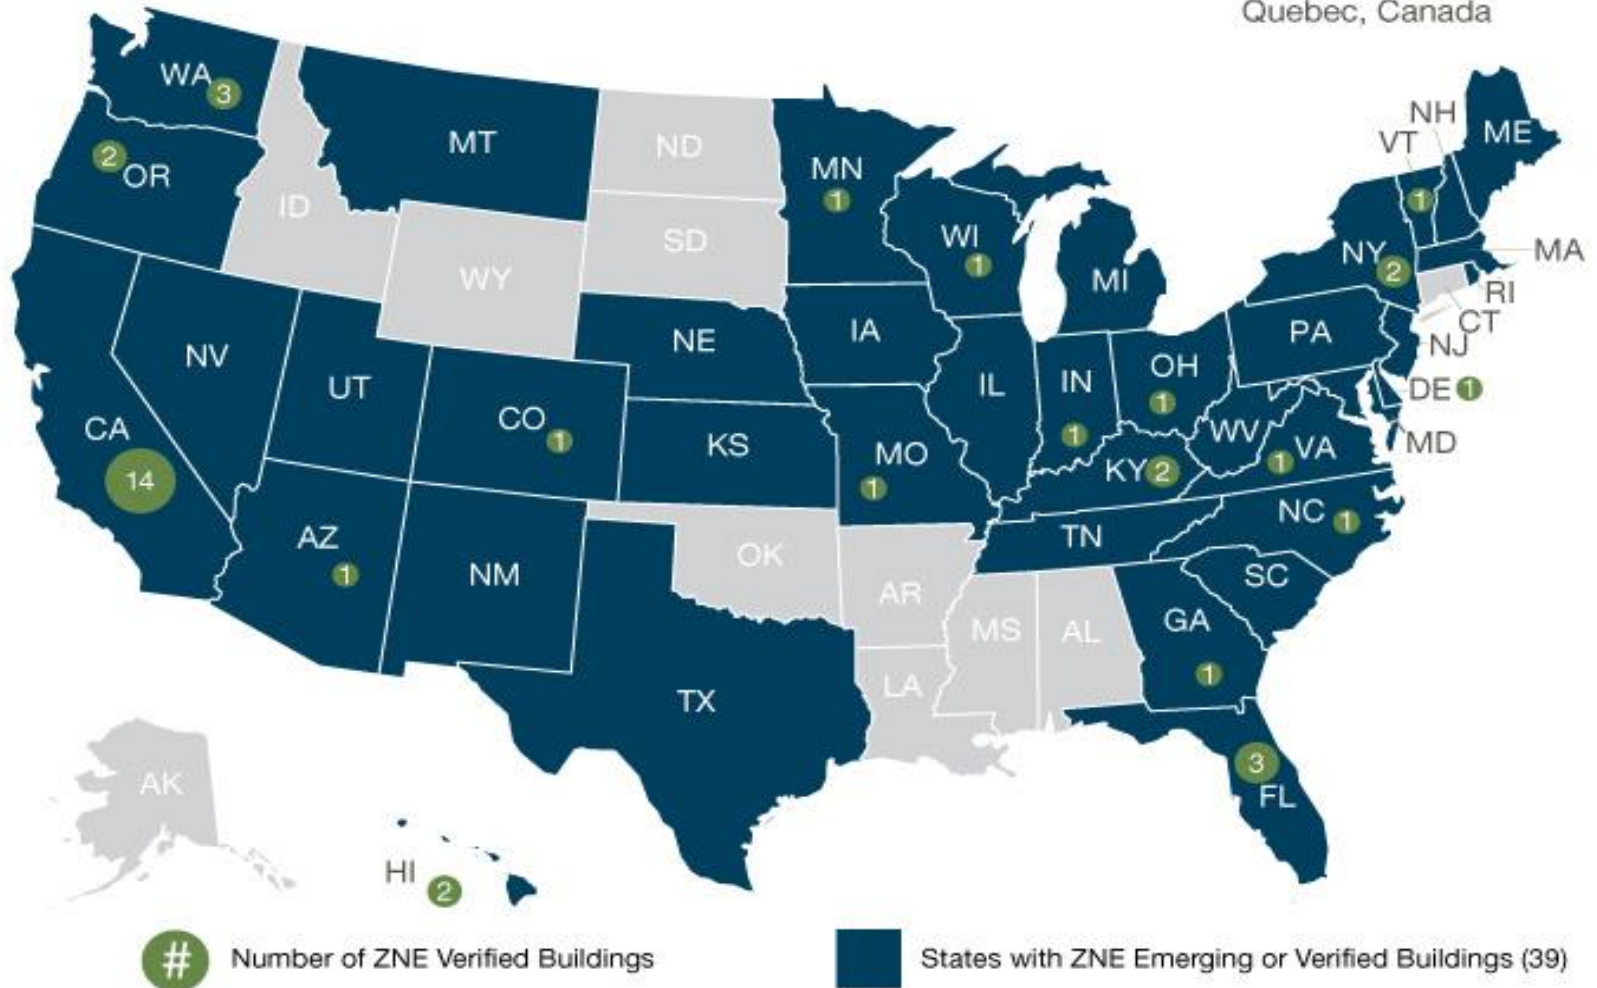 Quebec, Canada
WA
3
MT
ND
MN
1
NH
VT
1
ME
2
OR
ID
SD
WI
1
NY
2
MA
WY
MI
RI
CT
NE
IA
PA
NJ
NV
UT
CO
1
IL
IN
1
OH
1
DE
1
CA
14
KS
MO
1
KY
2
WV
VA
1
MD
AZ
1
NM
OK
TN
NC
1
AR
SC
MS
AL
GA
1
TX
LA
AK
FL
3
HI
2
# Number of ZNE Verified Buildings
States with ZNE Emerging or Verified Buildings (39)